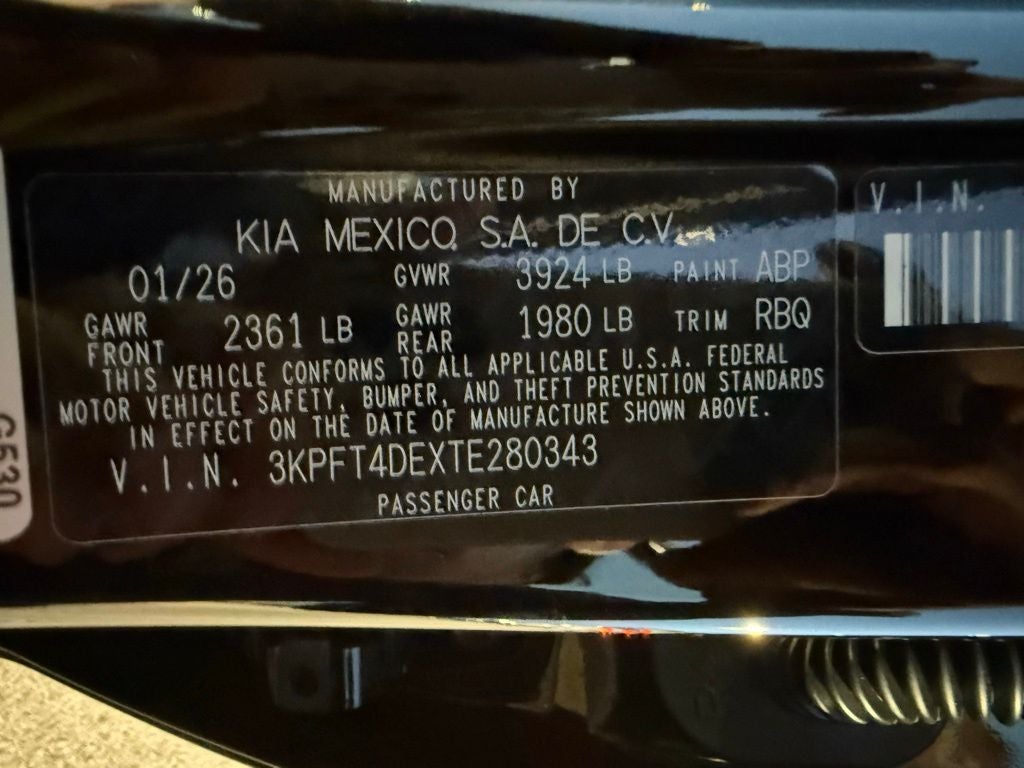 MANUFACTURED BY
KIA MEXICO, S.A. DE C.V.
01/26 GVWR 3924 LB PAINT ABP
GAWR FRONT 2361 LB GAWR REAR 1980 LB TRIM RBQ
THIS VEHICLE CONFORMS TO ALL APPLICABLE U.S.A. FEDERAL
MOTOR VEHICLE SAFETY, BUMPER, AND THEFT PREVENTION STANDARDS
IN EFFECT ON THE DATE OF MANUFACTURE SHOWN ABOVE.
V.I.N. 3KPFT4DEXTE280343
PASSENGER CAR
V.I.N.
G530